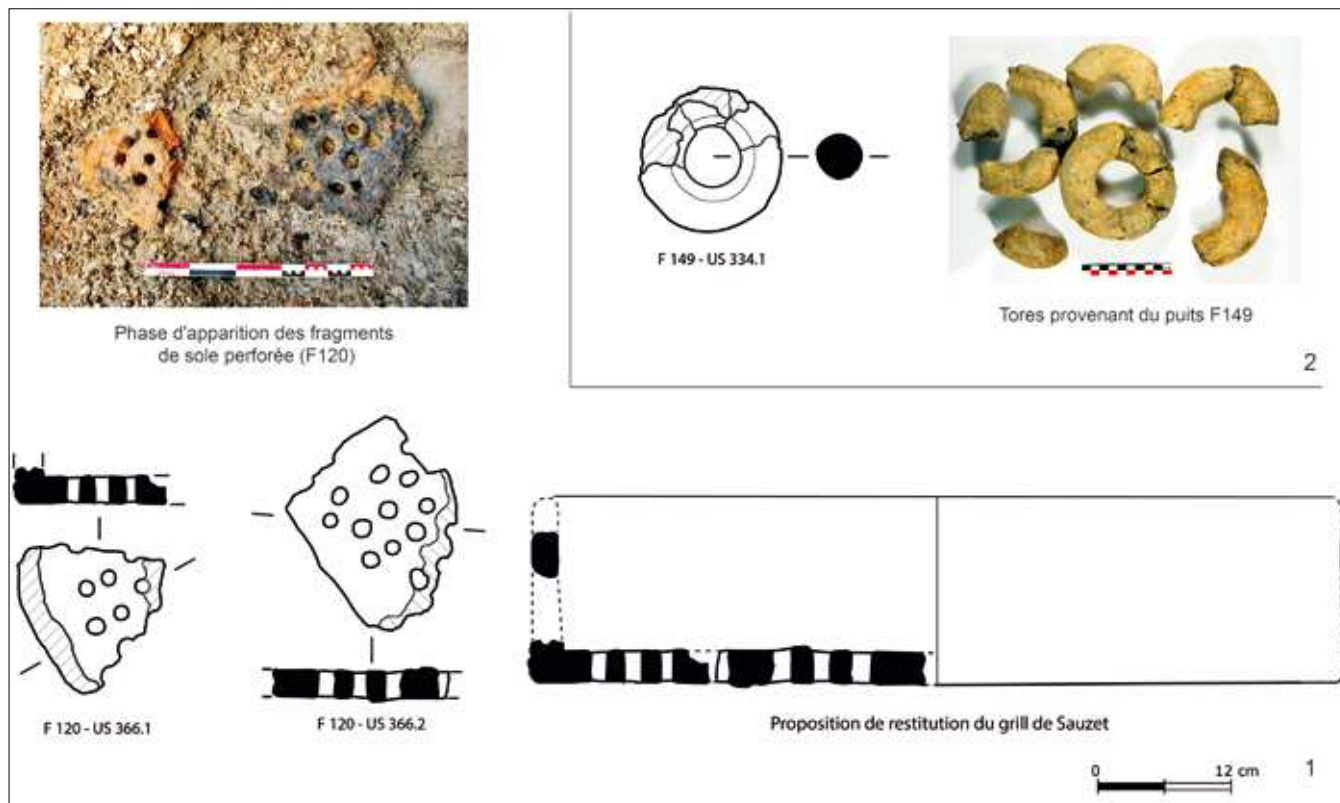 Phase d'apparition des fragments
de sole perforée (F120)
F 149 - US 334.1
Tores provenant du puits F149
2
F 120 - US 366.1
F 120 - US 366.2
Proposition de restitution du grill de Sauzet
0 12 cm
1